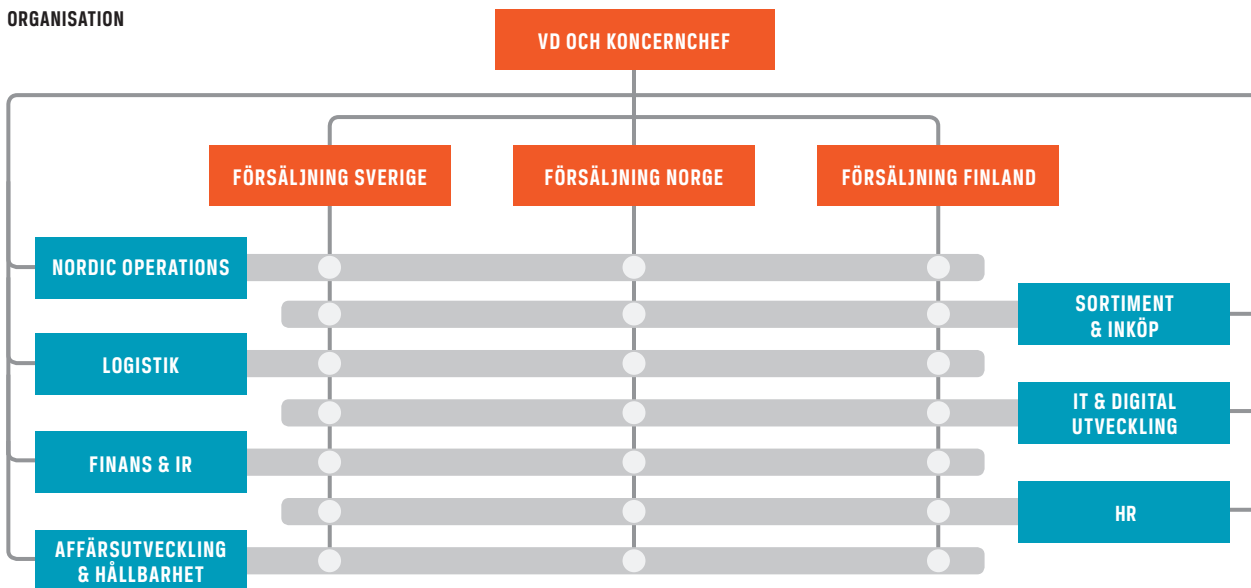 ORGANISATION
VD OCH KONCERNCHEF
FÖRSÄLJNING SVERIGE
FÖRSÄLJNING NORGE
FÖRSÄLJNING FINLAND
NORDIC OPERATIONS
SORTIMENT
& INKÖP
LOGISTIK
IT & DIGITAL
UTVECKLING
FINANS & IR
HR
AFFÄRSUTVECKLING
& HÅLLBARHET